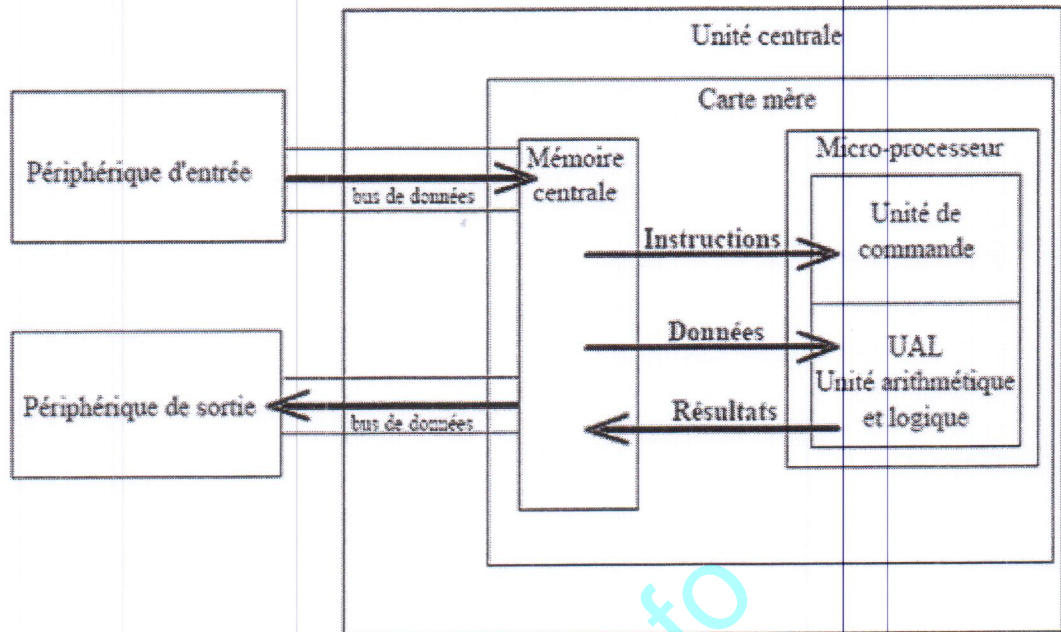 Unité centrale
Carte mère
Périphérique d'entrée
bus de données
Mémoire
centrale
Micro-processeur
Unité de
commande
Instructions
Données
UAL
Unité arithmétique
et logique
Résultats
Périphérique de sortie
bus de données
fo